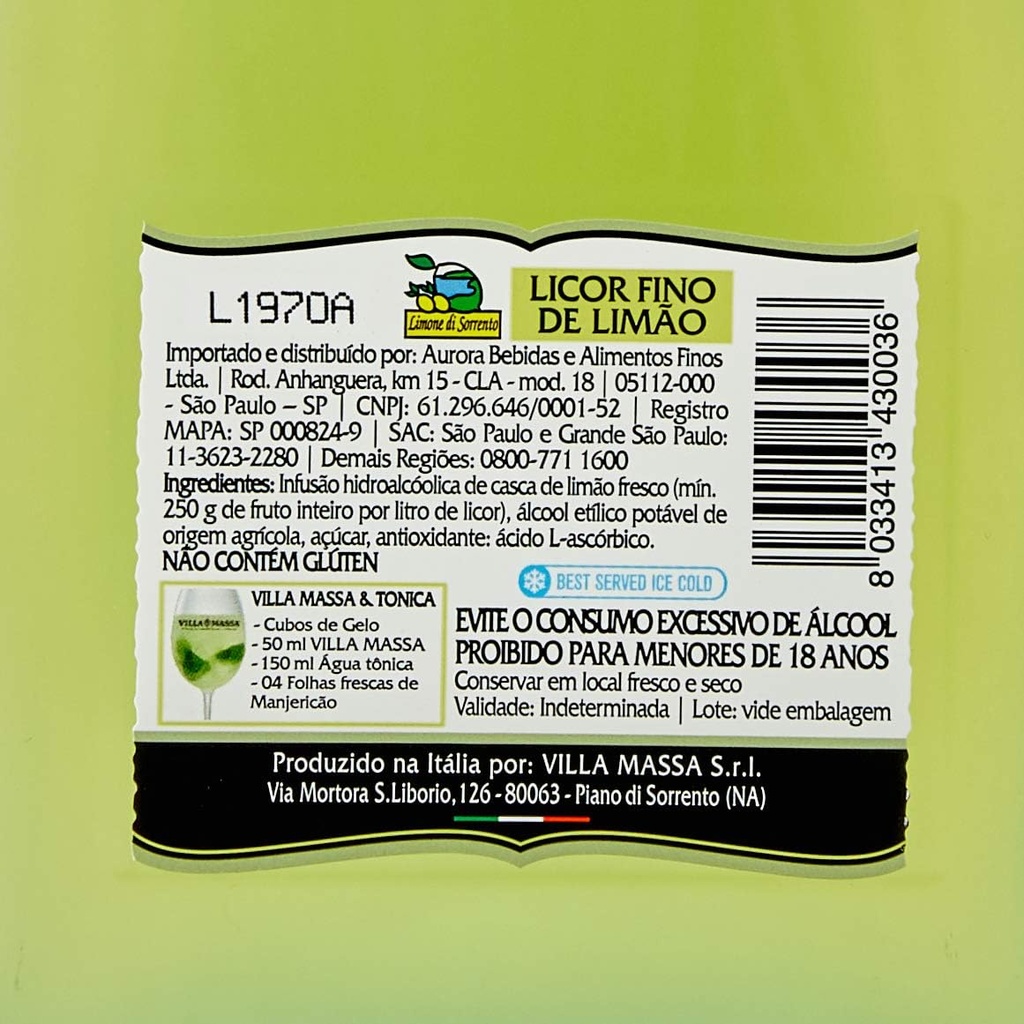 L1970A
Limone di Sorrento
LICOR FINO
DE LIMÃO
Importado e distribuído por: Aurora Bebidas e Alimentos Finos
Ltda. | Rod. Anhanguera, km 15 - CLA - mod. 18 | 05112-000
- São Paulo – SP | CNPJ: 61.296.646/0001-52 | Registro
MAPA: SP 000824-9 | SAC: São Paulo e Grande São Paulo:
11-3623-2280 | Demais Regiões: 0800-771 1600
Ingredientes: Infusão hidroalcóolica de casca de limão fresco (mín.
250 g de fruto inteiro por litro de licor), álcool etílico potável de
origem agrícola, açúcar, antioxidante: ácido L-ascórbico.
NÃO CONTÉM GLÚTEN
8 033413 430036
BEST SERVED ICE COLD
VILLA MASSA
VILLA MASSA & TONICA
- Cubos de Gelo
- 50 ml VILLA MASSA
- 150 ml Água tônica
- 04 Folhas frescas de
Manjericão
EVITE O CONSUMO EXCESSIVO DE ÁLCOOL
PROIBIDO PARA MENORES DE 18 ANOS
Conservar em local fresco e seco
Validade: Indeterminada | Lote: vide embalagem
Produzido na Itália por: VILLA MASSA S.r.l.
Via Mortora S.Liborio, 126 - 80063 - Piano di Sorrento (NA)